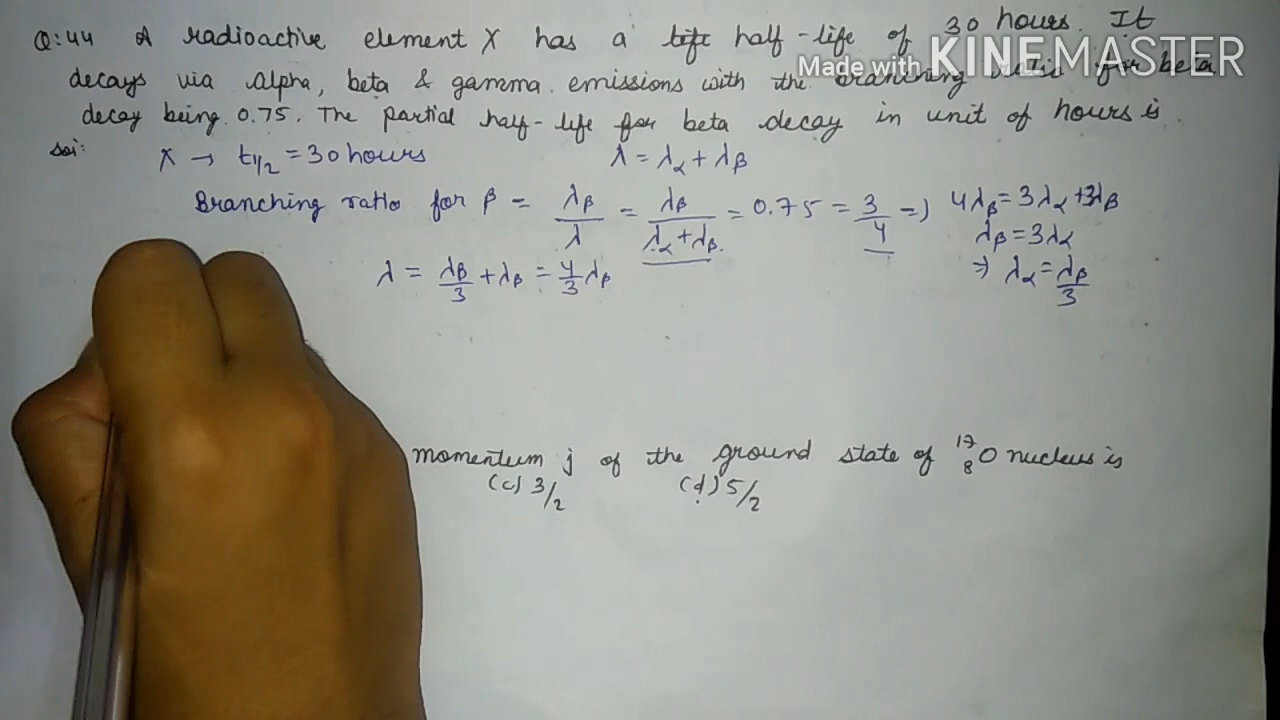 Q:44 A radioactive element X has a life half-life of 30 hours. It
Made with KINEMASTER
decays via alpha, beta & gamma emissions with the branching ratio for beta
decay being 0.75. The partial half-life for beta decay in unit of hours is
Sol: X → t1/2 = 30 hours λ = λα + λβ
Branching ratio for β = λβ/λ = λβ/(λα+λβ) = 0.75 = 3/4 =) 4λβ = 3λα + 3λβ
λβ = 3λα
λ = λβ/3 + λβ = 4/3 λβ ⇒ λα = λβ/3
momentum j of the ground state of 17 8 O nucleus is
(c) 3/2 (d) 5/2